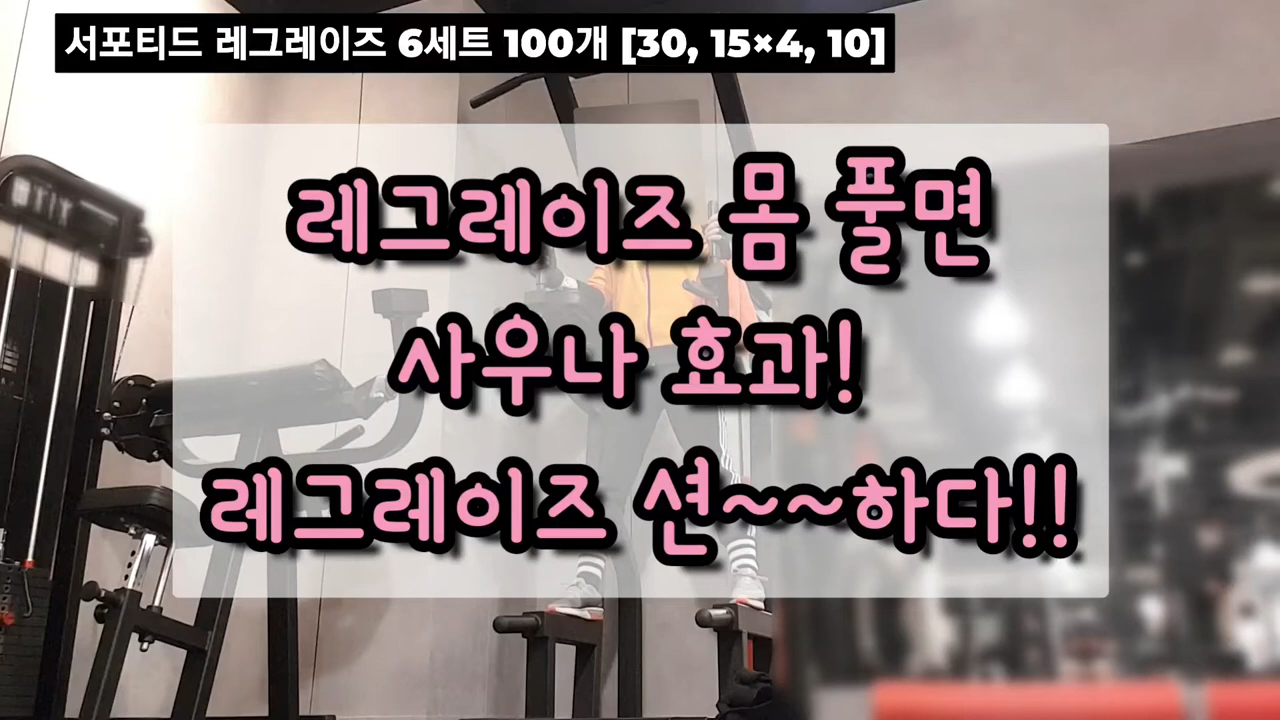 서포티드 레그레이즈 6세트 100개 [30, 15×4, 10]
레그레이즈 몸 풀면
사우나 효과!
레그레이즈 션~~하다!!